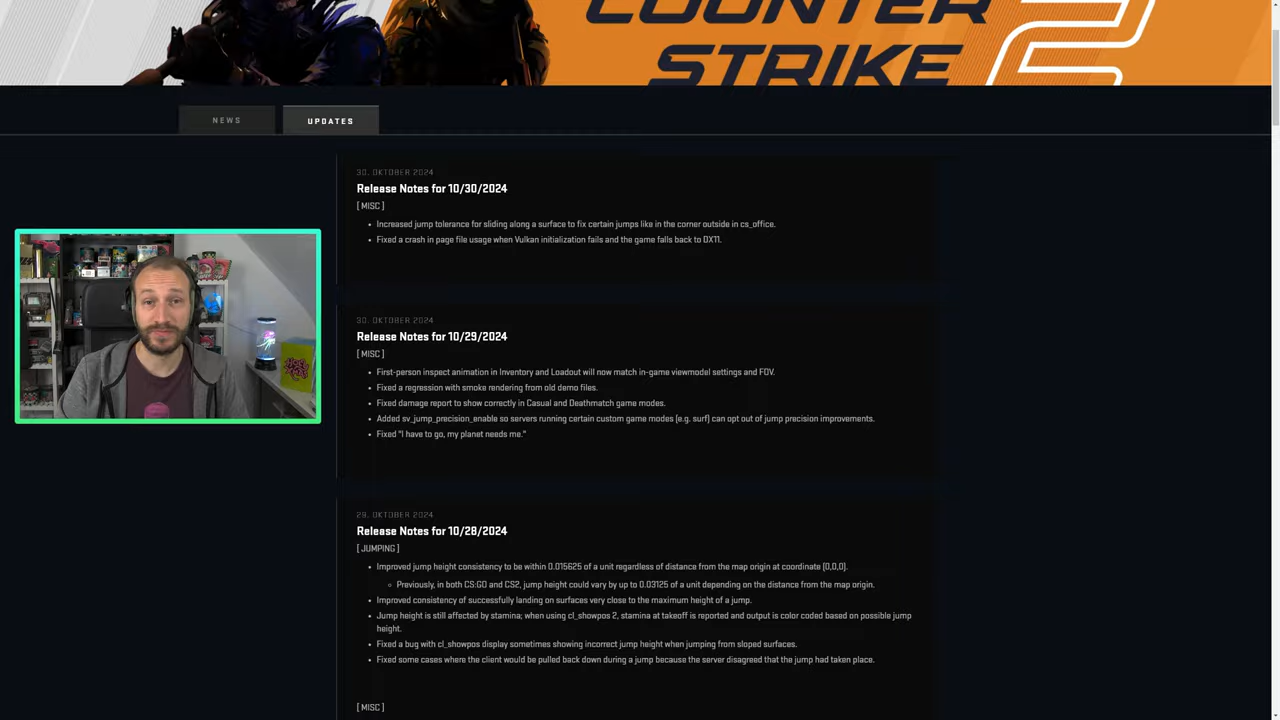 COUNTER
STRIKE 2
NEWS
UPDATES
30. OKTOBER 2024
Release Notes for 10/30/2024
[ MISC ]
• Increased jump tolerance for sliding along a surface to fix certain jumps like in the corner outside in cs_office.
• Fixed a crash in page file usage when Vulkan initialization fails and the game falls back to DX11.
30. OKTOBER 2024
Release Notes for 10/29/2024
[ MISC ]
• First-person inspect animation in Inventory and Loadout will now match in-game viewmodel settings and FOV.
• Fixed a regression with smoke rendering from old demo files.
• Fixed damage report to show correctly in Casual and Deathmatch game modes.
• Added sv_jump_precision_enable so servers running certain custom game modes (e.g. surf) can opt out of jump precision improvements.
• Fixed "I have to go, my planet needs me."
29. OKTOBER 2024
Release Notes for 10/28/2024
[ JUMPING ]
• Improved jump height consistency to be within 0.015625 of a unit regardless of distance from the map origin at coordinate (0,0,0).
◦ Previously, in both CS:GO and CS2, jump height could vary by up to 0.03125 of a unit depending on the distance from the map origin.
• Improved consistency of successfully landing on surfaces very close to the maximum height of a jump.
• Jump height is still affected by stamina; when using cl_showpos 2, stamina at takeoff is reported and output is color coded based on possible jump
height.
• Fixed a bug with cl_showpos display sometimes showing incorrect jump height when jumping from sloped surfaces.
• Fixed some cases where the client would be pulled back down during a jump because the server disagreed that the jump had taken place.
[ MISC ]